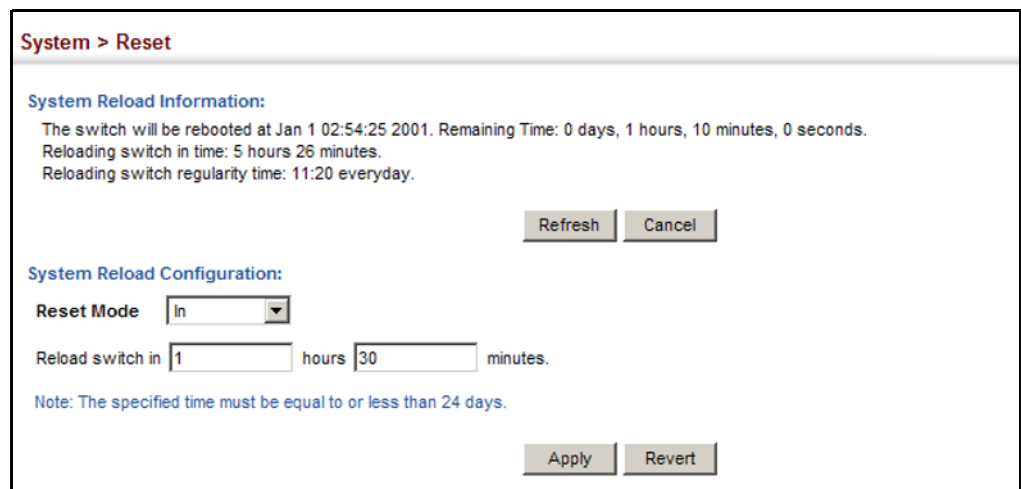 System > Reset
System Reload Information:
The switch will be rebooted at Jan 1 02:54:25 2001. Remaining Time: 0 days, 1 hours, 10 minutes, 0 seconds.
Reloading switch in time: 5 hours 26 minutes.
Reloading switch regularity time: 11:20 everyday.
Refresh Cancel
System Reload Configuration:
Reset Mode In
Reload switch in 1 hours 30 minutes.
Note: The specified time must be equal to or less than 24 days.
Apply Revert